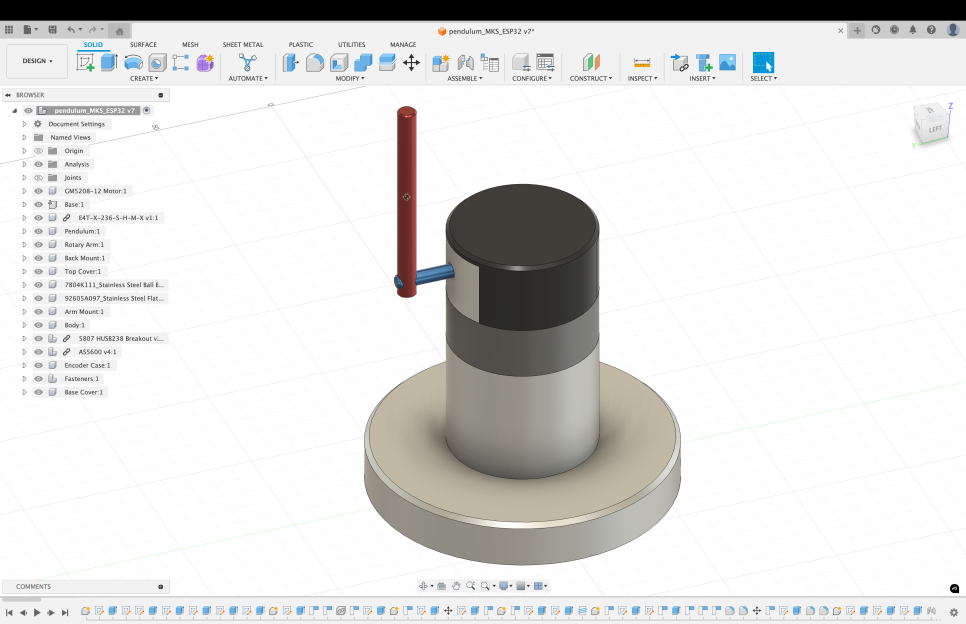 pendulum_MKS_ESP32 v7*
SOLID SURFACE MESH SHEET METAL PLASTIC UTILITIES MANAGE
DESIGN
CREATE AUTOMATE MODIFY ASSEMBLE CONFIGURE CONSTRUCT INSPECT INSERT SELECT
BROWSER
pendulum_MKS_ESP32 v7
Document Settings
Named Views
Origin
Analysis
Joints
GM5208-12 Motor:1
Base:1
E4T-X-236-S-H-M-X v1:1
Pendulum:1
Rotary Arm:1
Back Mount:1
Top Cover:1
7804K111_Stainless Steel Ball B...
92605A097_Stainless Steel Flat...
Arm Mount:1
Body:1
5807 HUSB238 Breakout v...
AS5600 v4:1
Encoder Case:1
Fasteners:1
Base Cover:1
Z
LEFT
Y
COMMENTS